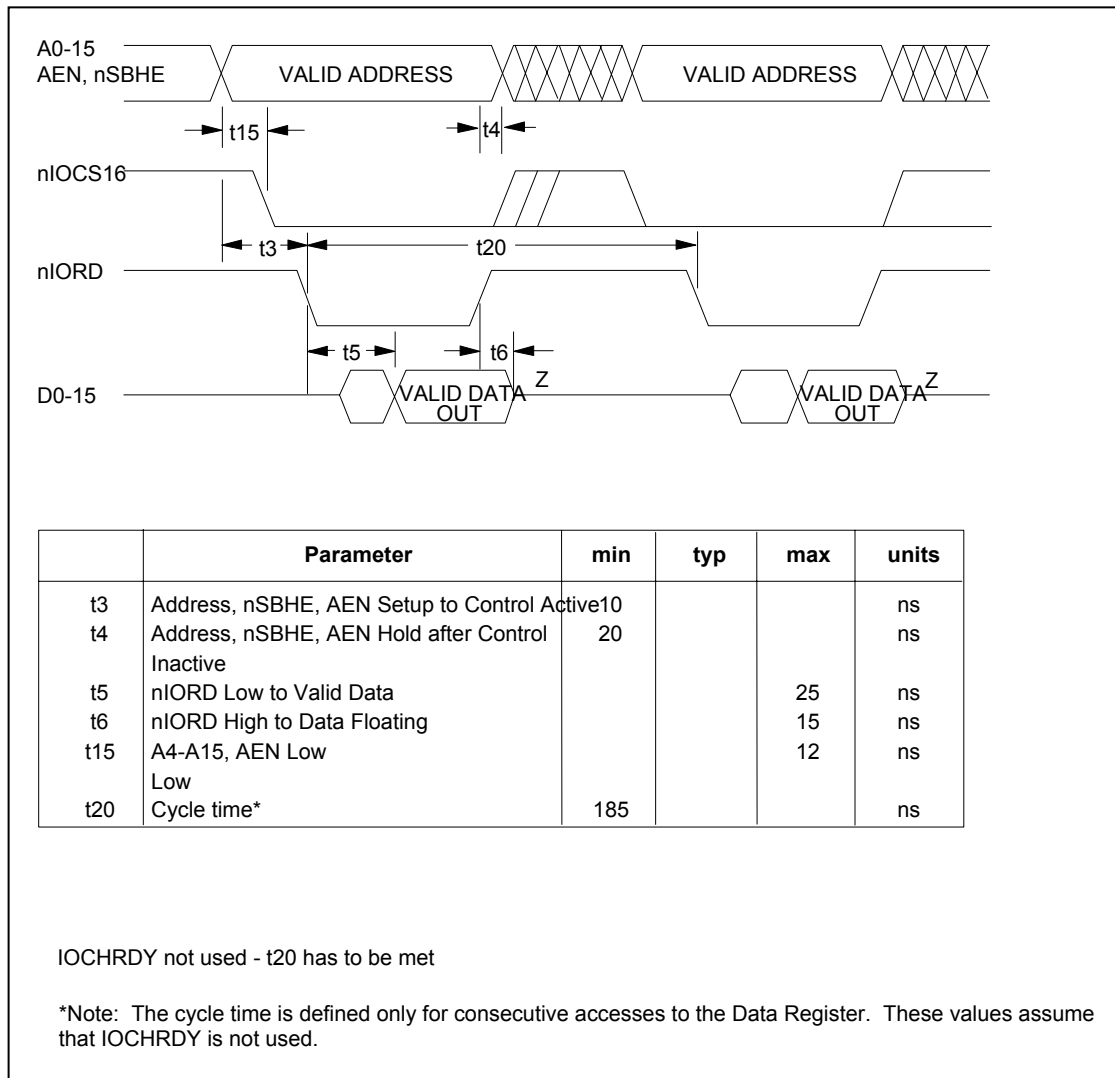 A0-15
AEN, nSBHE
VALID ADDRESS
VALID ADDRESS
t4
t15
nIOCS16
t3
t20
nIORD
t5
t6
D0-15
VALID DATA
OUT
Z
VALID DATA
OUT
Z
Parameter min typ max units
t3 Address, nSBHE, AEN Setup to Control Active 10 ns
t4 Address, nSBHE, AEN Hold after Control 20 ns
Inactive
t5 nIORD Low to Valid Data 25 ns
t6 nIORD High to Data Floating 15 ns
t15 A4-A15, AEN Low 12 ns
Low
t20 Cycle time* 185 ns
IOCHRDY not used - t20 has to be met
*Note: The cycle time is defined only for consecutive accesses to the Data Register. These values assume
that IOCHRDY is not used.